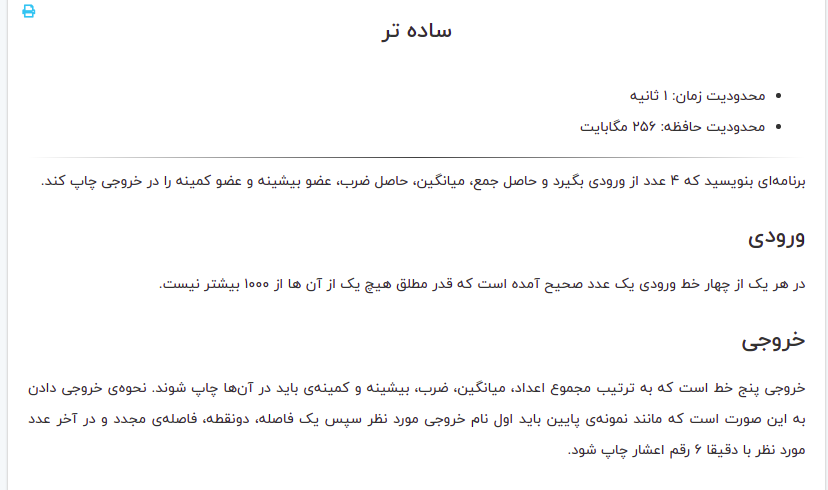 ساده تر
محدودیت زمان: ۱ ثانیه
محدودیت حافظه: ۲۵۶ مگابایت
برنامه‌ای بنویسید که ۴ عدد از ورودی بگیرد و حاصل جمع، میانگین، حاصل ضرب، عضو بیشینه و عضو کمینه را در خروجی چاپ کند.
ورودی
در هر یک از چهار خط ورودی یک عدد صحیح آمده است که قدر مطلق هیچ یک از آن ها از ۱۰۰۰ بیشتر نیست.
خروجی
خروجی پنج خط است که به ترتیب مجموع اعداد، میانگین، ضرب، بیشینه و کمینه‌ی باید در آن‌ها چاپ شوند. نحوه‌ی خروجی دادن
به این صورت است که مانند نمونه‌ی پایین باید اول نام خروجی مورد نظر سپس یک فاصله، دونقطه، فاصله‌ی مجدد و در آخر عدد
مورد نظر با دقیقا ۶ رقم اعشار چاپ شود.